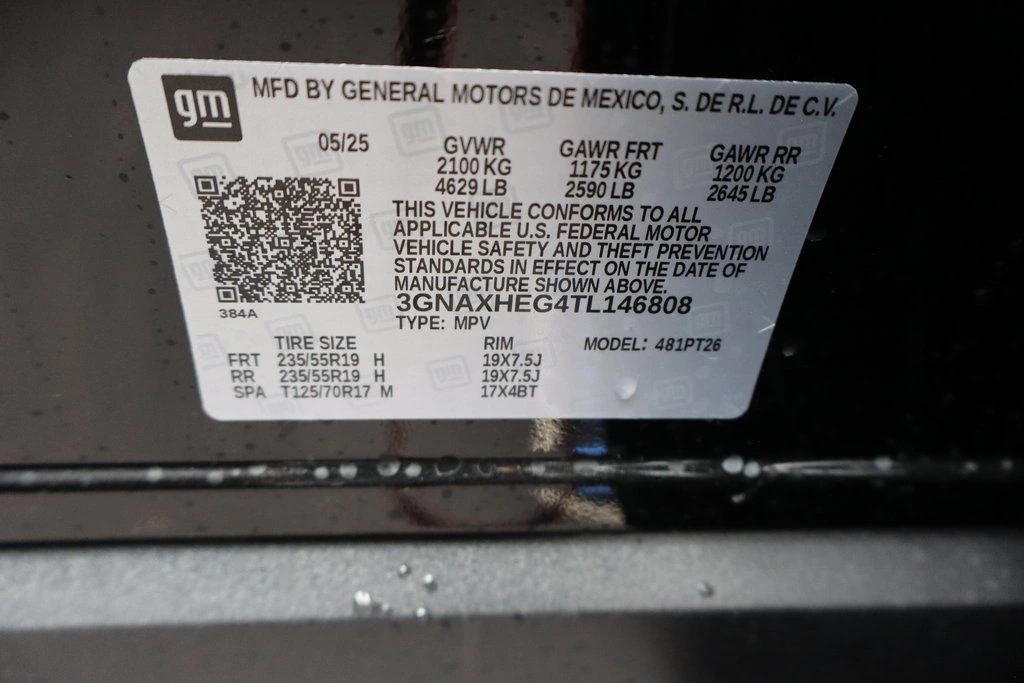 gm MFD BY GENERAL MOTORS DE MEXICO, S. DE R.L. DE C.V.
05/25 GVWR GAWR FRT GAWR RR
2100 KG 1175 KG 1200 KG
4629 LB 2590 LB 2645 LB
THIS VEHICLE CONFORMS TO ALL
APPLICABLE U.S. FEDERAL MOTOR
VEHICLE SAFETY AND THEFT PREVENTION
STANDARDS IN EFFECT ON THE DATE OF
MANUFACTURE SHOWN ABOVE.
384A
3GNAXHEG4TL146808
TYPE: MPV
TIRE SIZE RIM MODEL: 481PT26
FRT 235/55R19 H 19X7.5J
RR 235/55R19 H 19X7.5J
SPA T125/70R17 M 17X4BT